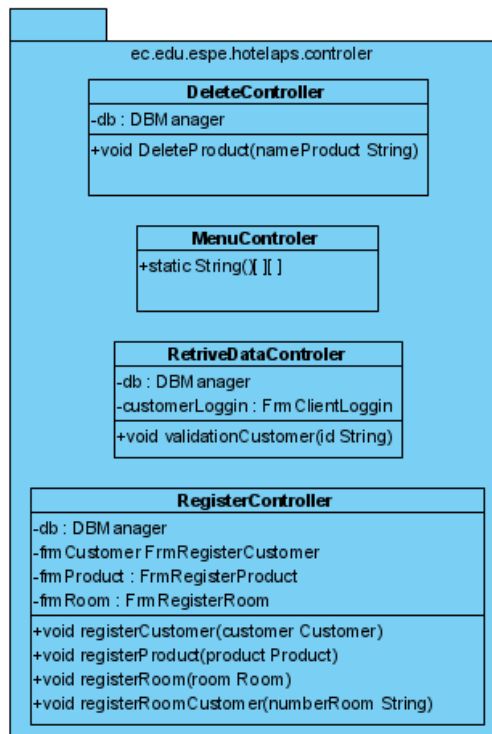 ec.edu.espe.hotelaps.controler
DeleteController
-db : DBManager
+void DeleteProduct(nameProduct String)
MenuControler
+static String()[ ][ ]
RetriveDataControler
-db : DBManager
-customerLoggin : FrmClientLoggin
+void validationCustomer(id String)
RegisterController
-db : DBManager
-frmCustomer FrmRegisterCustomer
-frmProduct : FrmRegisterProduct
-frmRoom : FrmRegisterRoom
+void registerCustomer(customer Customer)
+void registerProduct(product Product)
+void registerRoom(room Room)
+void registerRoomCustomer(numberRoom String)